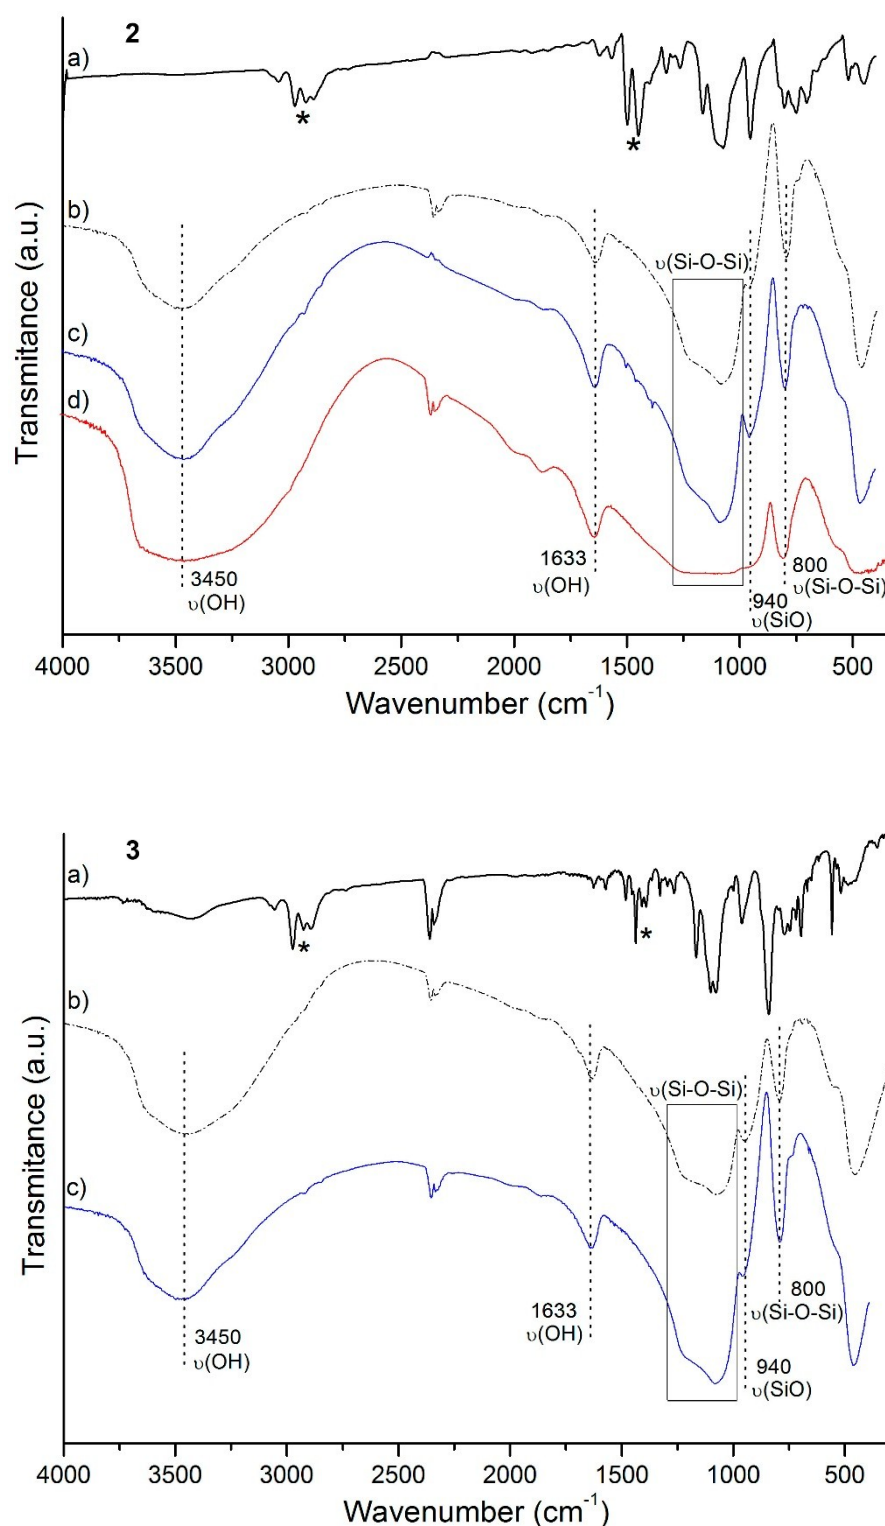 2
a)
*
*
b)
υ(Si-O-Si)
c)
d)
3450
υ(OH)
1633
υ(OH)
800
υ(Si-O-Si)
940
υ(SiO)
Transmitance (a.u.)
4000 3500 3000 2500 2000 1500 1000 500
Wavenumber (cm⁻¹)
3
a)
*
*
b)
υ(Si-O-Si)
c)
3450
υ(OH)
1633
υ(OH)
800
υ(Si-O-Si)
940
υ(SiO)
Transmitance (a.u.)
4000 3500 3000 2500 2000 1500 1000 500
Wavenumber (cm⁻¹)